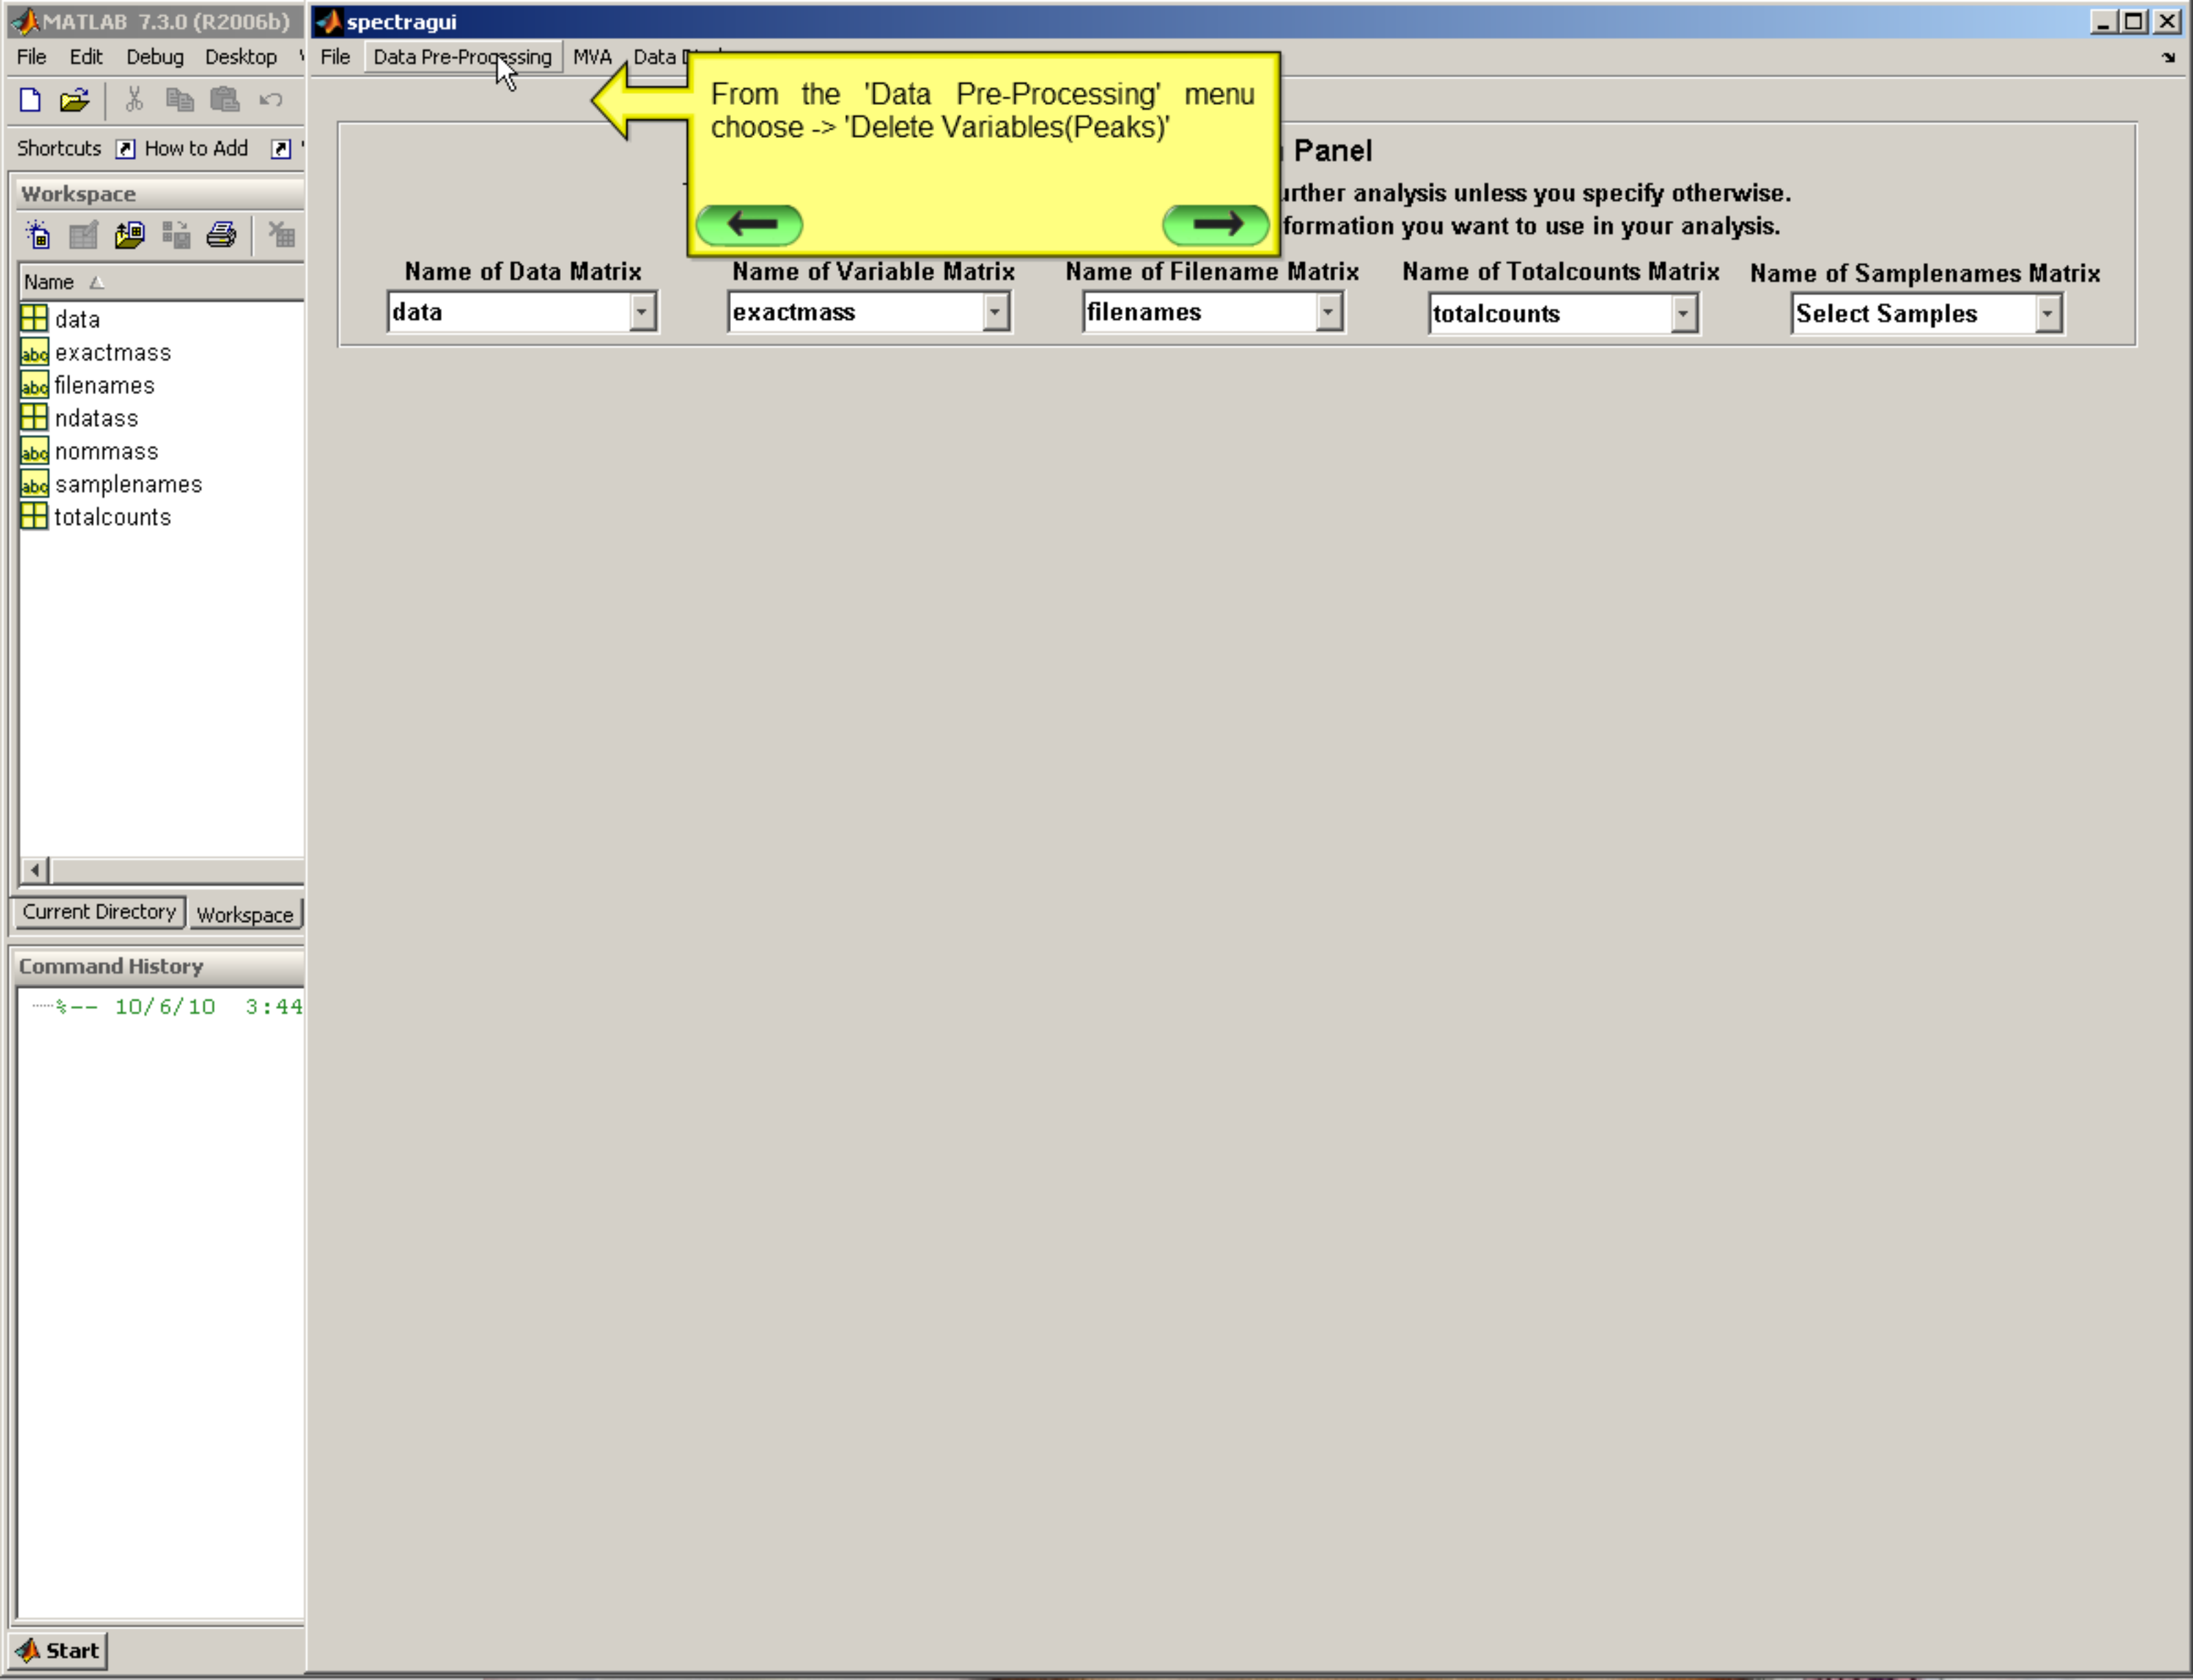 MATLAB 7.3.0 (R2006b)
spectragui
File Edit Debug Desktop
File Data Pre-Processing MVA Data
From the 'Data Pre-Processing' menu
choose -> 'Delete Variables(Peaks)'
Shortcuts How to Add
Panel
further analysis unless you specify otherwise.
formation you want to use in your analysis.
Workspace
Name
data
exactmass
filenames
ndatass
nommass
samplenames
totalcounts
Name of Data Matrix Name of Variable Matrix Name of Filename Matrix Name of Totalcounts Matrix Name of Samplenames Matrix
data exactmass filenames totalcounts Select Samples
Current Directory Workspace
Command History
%-- 10/6/10 3:44
Start